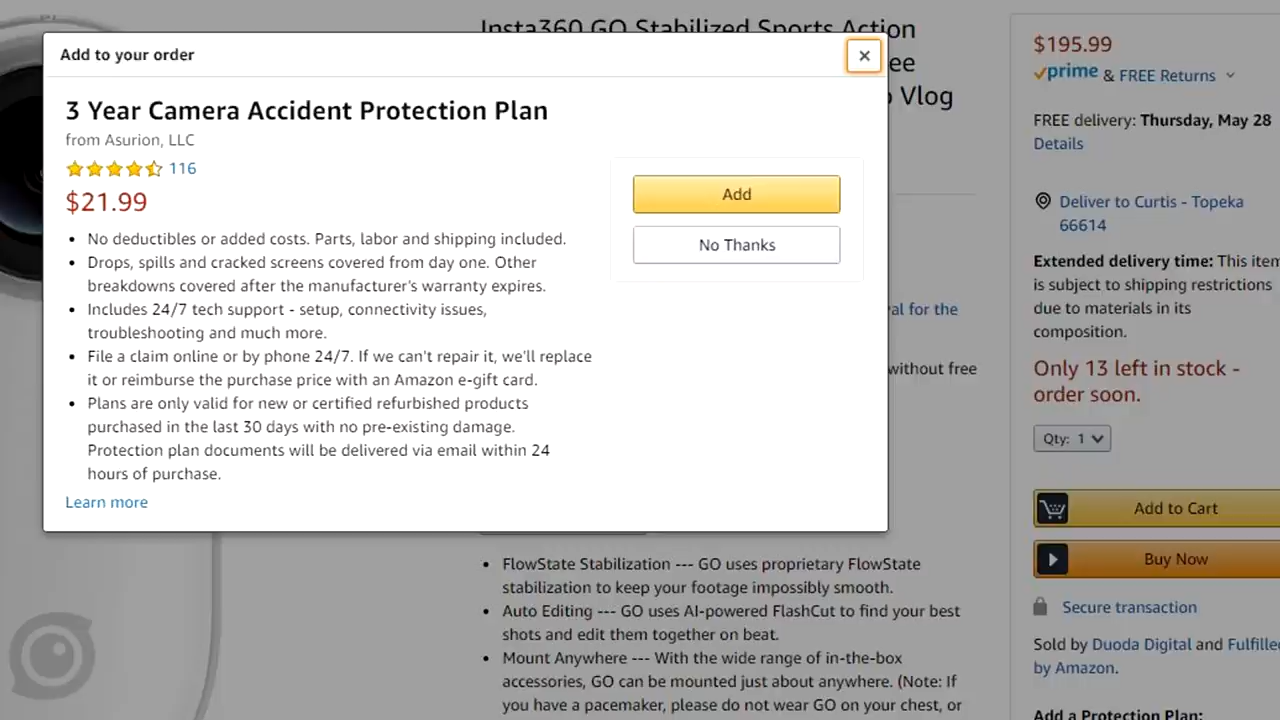 Insta360 GO Stabilized Sports Action
ee
Vlog
Add to your order
3 Year Camera Accident Protection Plan
from Asurion, LLC
116
$21.99
Add
No Thanks
• No deductibles or added costs. Parts, labor and shipping included.
• Drops, spills and cracked screens covered from day one. Other
breakdowns covered after the manufacturer's warranty expires.
• Includes 24/7 tech support - setup, connectivity issues,
troubleshooting and much more.
• File a claim online or by phone 24/7. If we can't repair it, we'll replace
it or reimburse the purchase price with an Amazon e-gift card.
• Plans are only valid for new or certified refurbished products
purchased in the last 30 days with no pre-existing damage.
Protection plan documents will be delivered via email within 24
hours of purchase.
Learn more
al for the
without free
• FlowState Stabilization --- GO uses proprietary FlowState
stabilization to keep your footage impossibly smooth.
• Auto Editing --- GO uses AI-powered FlashCut to find your best
shots and edit them together on beat.
• Mount Anywhere --- With the wide range of in-the-box
accessories, GO can be mounted just about anywhere. (Note: If
you have a pacemaker, please do not wear GO on your chest, or
$195.99
prime & FREE Returns
FREE delivery: Thursday, May 28
Details
Deliver to Curtis - Topeka
66614
Extended delivery time: This item
is subject to shipping restrictions
due to materials in its
composition.
Only 13 left in stock -
order soon.
Qty: 1
Add to Cart
Buy Now
Secure transaction
Sold by Duoda Digital and Fulfille
by Amazon.
Add a Protection Plan: